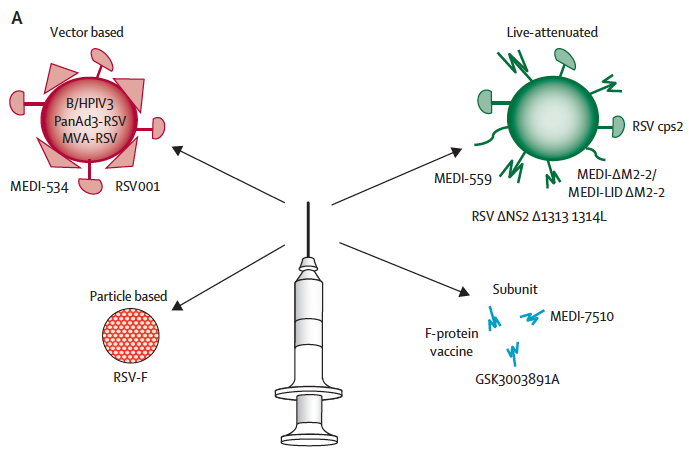 A
Vector based
B/HPIV3
PanAd3-RSV
MVA-RSV
MEDI-534
RSV001
Live-attenuated
RSV cps2
MEDI-559
MEDI-ΔM2-2/
MEDI-LID ΔM2-2
RSV ΔNS2 Δ1313 1314L
Particle based
RSV-F
Subunit
MEDI-7510
F-protein
vaccine
GSK3003891A